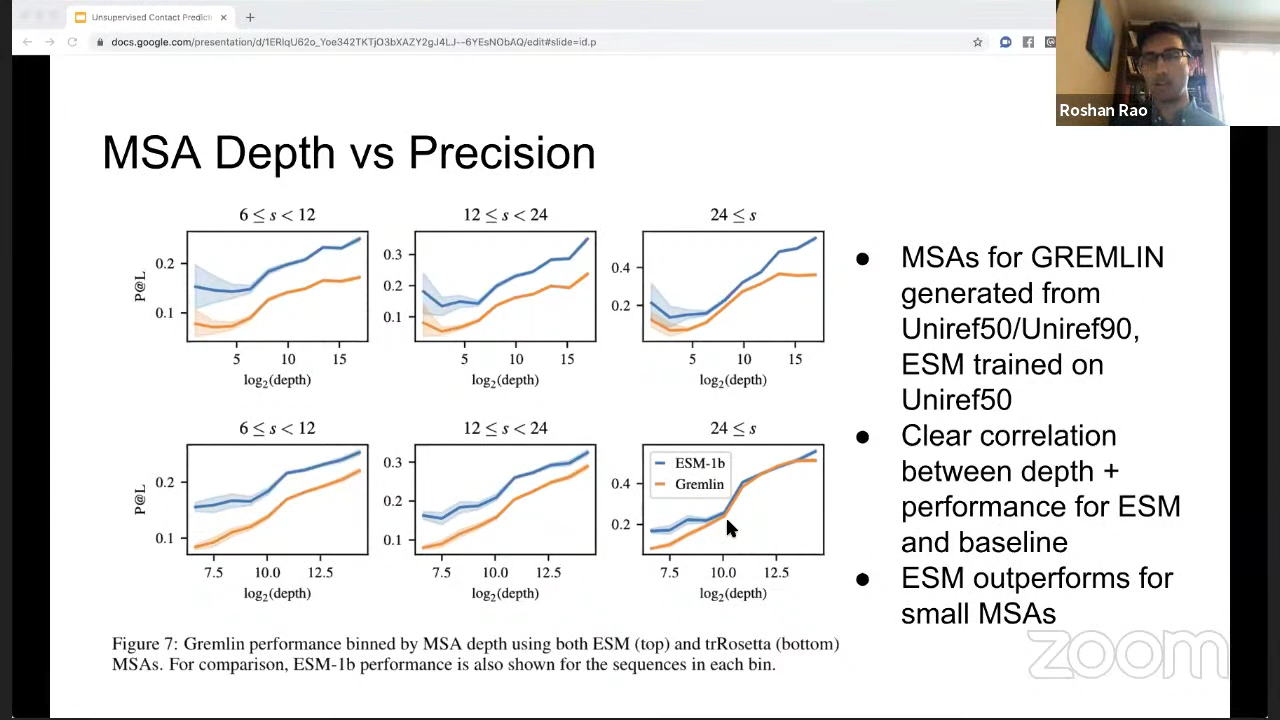 Unsupervised Contact Predicti
docs.google.com/presentation/d/1ERlqU62o_Yoe342TKTjO3bXAZY2gJ4LJ--6YEsNObAQ/edit#slide=id.p
Roshan Rao
MSA Depth vs Precision
6 ≤ s < 12
12 ≤ s < 24
24 ≤ s
P@L
0.2
0.1
0.3
0.2
0.1
0.4
0.2
5 10 15
5 10 15
5 10 15
log₂(depth)
log₂(depth)
log₂(depth)
6 ≤ s < 12
12 ≤ s < 24
24 ≤ s
P@L
0.2
0.1
0.3
0.2
0.1
0.4
0.2
ESM-1b
Gremlin
7.5 10.0 12.5
7.5 10.0 12.5
7.5 10.0 12.5
log₂(depth)
log₂(depth)
log₂(depth)
Figure 7: Gremlin performance binned by MSA depth using both ESM (top) and trRosetta (bottom)
MSAs. For comparison, ESM-1b performance is also shown for the sequences in each bin.
● MSAs for GREMLIN
generated from
Uniref50/Uniref90,
ESM trained on
Uniref50
● Clear correlation
between depth +
performance for ESM
and baseline
● ESM outperforms for
small MSAs
zoom